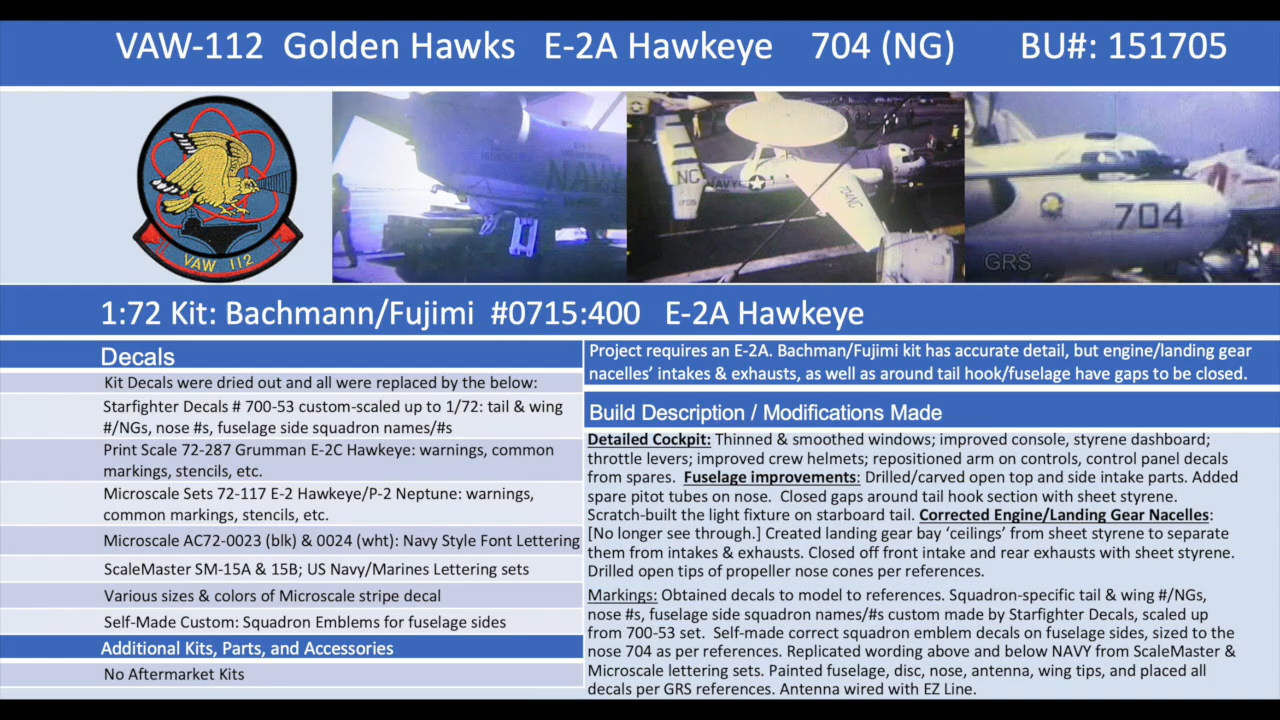 VAW-112 Golden Hawks E-2A Hawkeye 704 (NG) BU#: 151705
VAW 112
NAVY
NG
NAVY
704NG
704
GRS
1:72 Kit: Bachmann/Fujimi #0715:400 E-2A Hawkeye
Decals
Kit Decals were dried out and all were replaced by the below:
Starfighter Decals # 700-53 custom-scaled up to 1/72: tail & wing
#/NGs, nose #s, fuselage side squadron names/#s
Print Scale 72-287 Grumman E-2C Hawkeye: warnings, common
markings, stencils, etc.
Microscale Sets 72-117 E-2 Hawkeye/P-2 Neptune: warnings,
common markings, stencils, etc.
Microscale AC72-0023 (blk) & 0024 (wht): Navy Style Font Lettering
ScaleMaster SM-15A & 15B; US Navy/Marines Lettering sets
Various sizes & colors of Microscale stripe decal
Self-Made Custom: Squadron Emblems for fuselage sides
Additional Kits, Parts, and Accessories
No Aftermarket Kits
Project requires an E-2A. Bachman/Fujimi kit has accurate detail, but engine/landing gear
nacelles' intakes & exhausts, as well as around tail hook/fuselage have gaps to be closed.
Build Description / Modifications Made
Detailed Cockpit: Thinned & smoothed windows; improved console, styrene dashboard;
throttle levers; improved crew helmets; repositioned arm on controls, control panel decals
from spares. Fuselage improvements: Drilled/carved open top and side intake parts. Added
spare pitot tubes on nose. Closed gaps around tail hook section with sheet styrene.
Scratch-built the light fixture on starboard tail. Corrected Engine/Landing Gear Nacelles:
[No longer see through.] Created landing gear bay 'ceilings' from sheet styrene to separate
them from intakes & exhausts. Closed off front intake and rear exhausts with sheet styrene.
Drilled open tips of propeller nose cones per references.
Markings: Obtained decals to model to references. Squadron-specific tail & wing #/NGs,
nose #s, fuselage side squadron names/#s custom made by Starfighter Decals, scaled up
from 700-53 set. Self-made correct squadron emblem decals on fuselage sides, sized to the
nose 704 as per references. Replicated wording above and below NAVY from ScaleMaster &
Microscale lettering sets. Painted fuselage, disc, nose, antenna, wing tips, and placed all
decals per GRS references. Antenna wired with EZ Line.